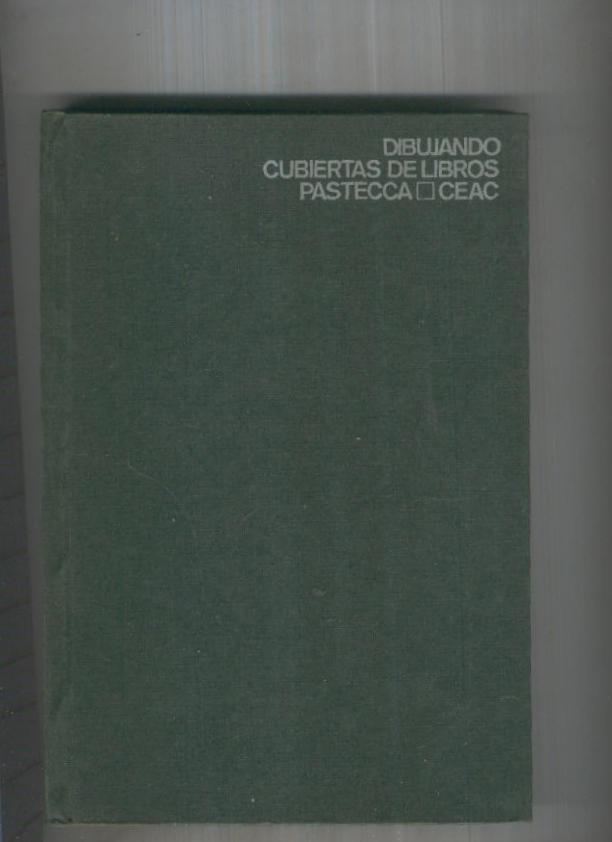 DIBUJANDO
CUBIERTAS DE LIBROS
PASTECCA □ CEAC